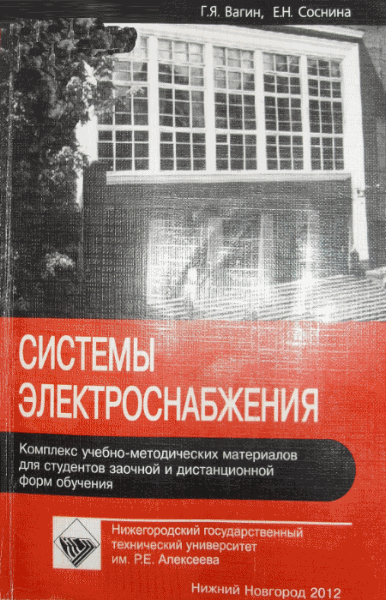 Г.Я. Вагин, Е.Н. Соснина
СИСТЕМЫ
ЭЛЕКТРОСНАБЖЕНИЯ
Комплекс учебно-методических материалов
для студентов заочной и дистанционной
форм обучения
Нижегородский государственный
технический университет
им. Р.Е. Алексеева
Нижний Новгород 2012